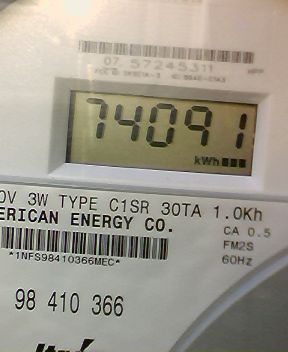 07 57245311
74091
kWh
0V 3W TYPE C1SR 30TA 1.0Kh
ERICAN ENERGY CO.
CA 0.5
FM2S
*1NFS98410366MEC*
60Hz
98 410 366